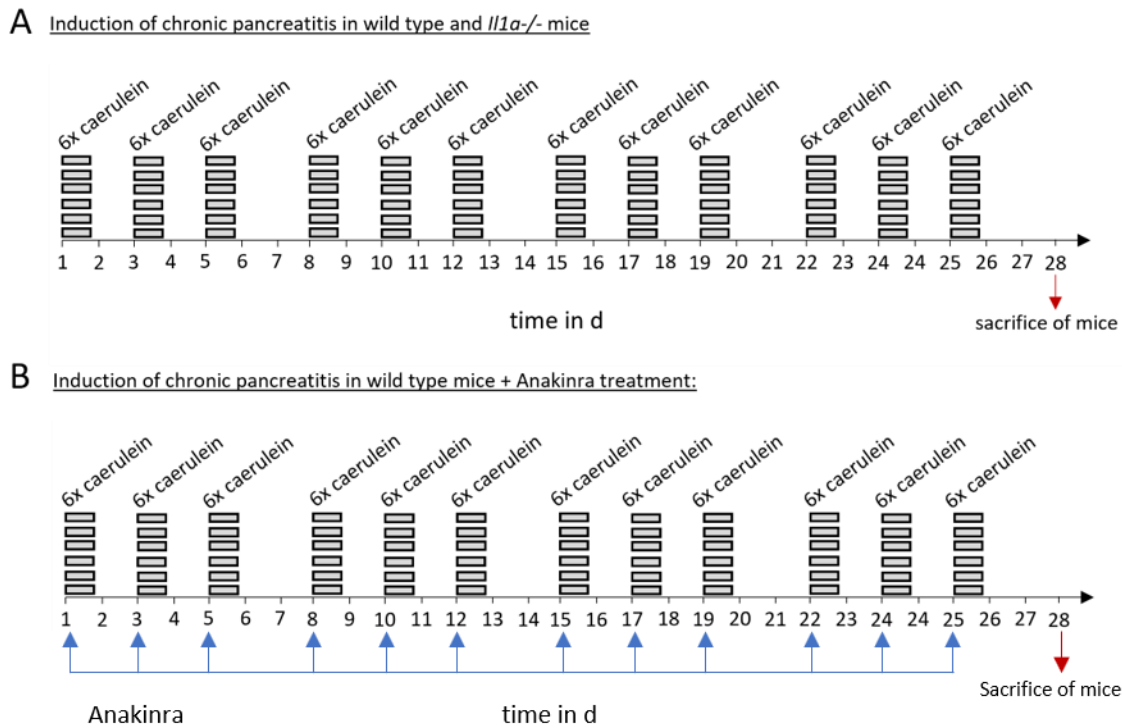 A Induction of chronic pancreatitis in wild type and Il1a-/- mice
6x caerulein 6x caerulein 6x caerulein 6x caerulein 6x caerulein 6x caerulein 6x caerulein 6x caerulein 6x caerulein 6x caerulein 6x caerulein 6x caerulein
1 2 3 4 5 6 7 8 9 10 11 12 13 14 15 16 17 18 19 20 21 22 23 24 24 25 26 27 28
time in d
sacrifice of mice
B Induction of chronic pancreatitis in wild type mice + Anakinra treatment:
6x caerulein 6x caerulein 6x caerulein 6x caerulein 6x caerulein 6x caerulein 6x caerulein 6x caerulein 6x caerulein 6x caerulein 6x caerulein 6x caerulein
1 2 3 4 5 6 7 8 9 10 11 12 13 14 15 16 17 18 19 20 21 22 23 24 24 25 26 27 28
Sacrifice of mice
Anakinra time in d